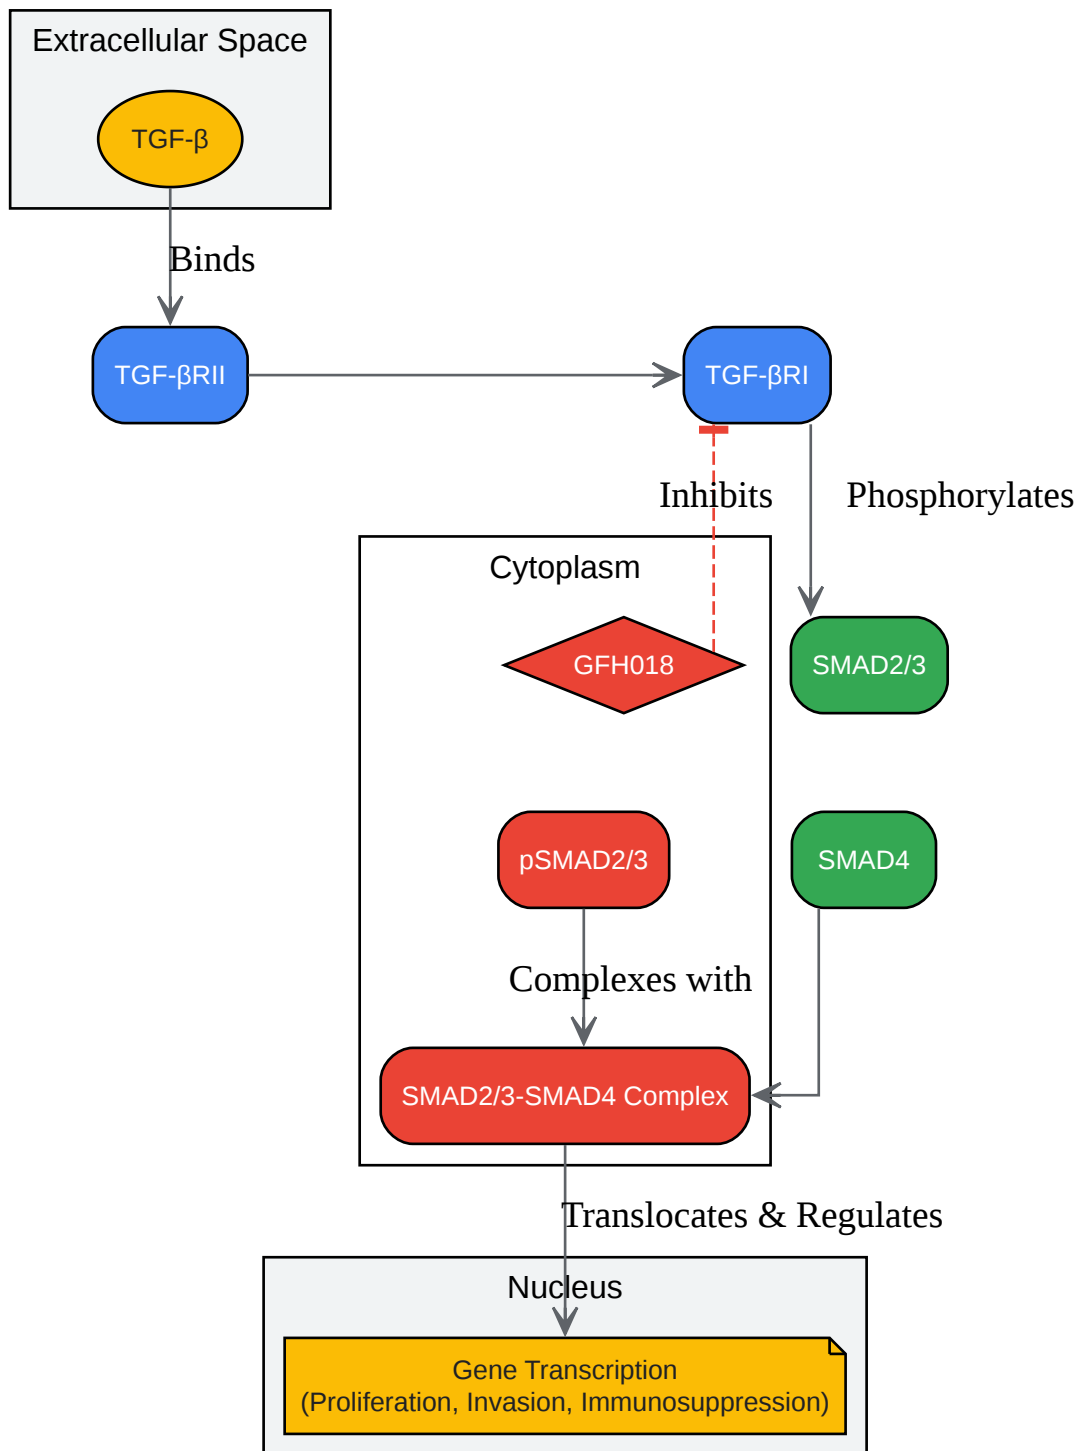 Extracellular Space
TGF-β
Binds
TGF-βRII
TGF-βRI
Inhibits
Phosphorylates
Cytoplasm
GFH018
SMAD2/3
pSMAD2/3
SMAD4
Complexes with
SMAD2/3-SMAD4 Complex
Translocates & Regulates
Nucleus
Gene Transcription
(Proliferation, Invasion, Immunosuppression)